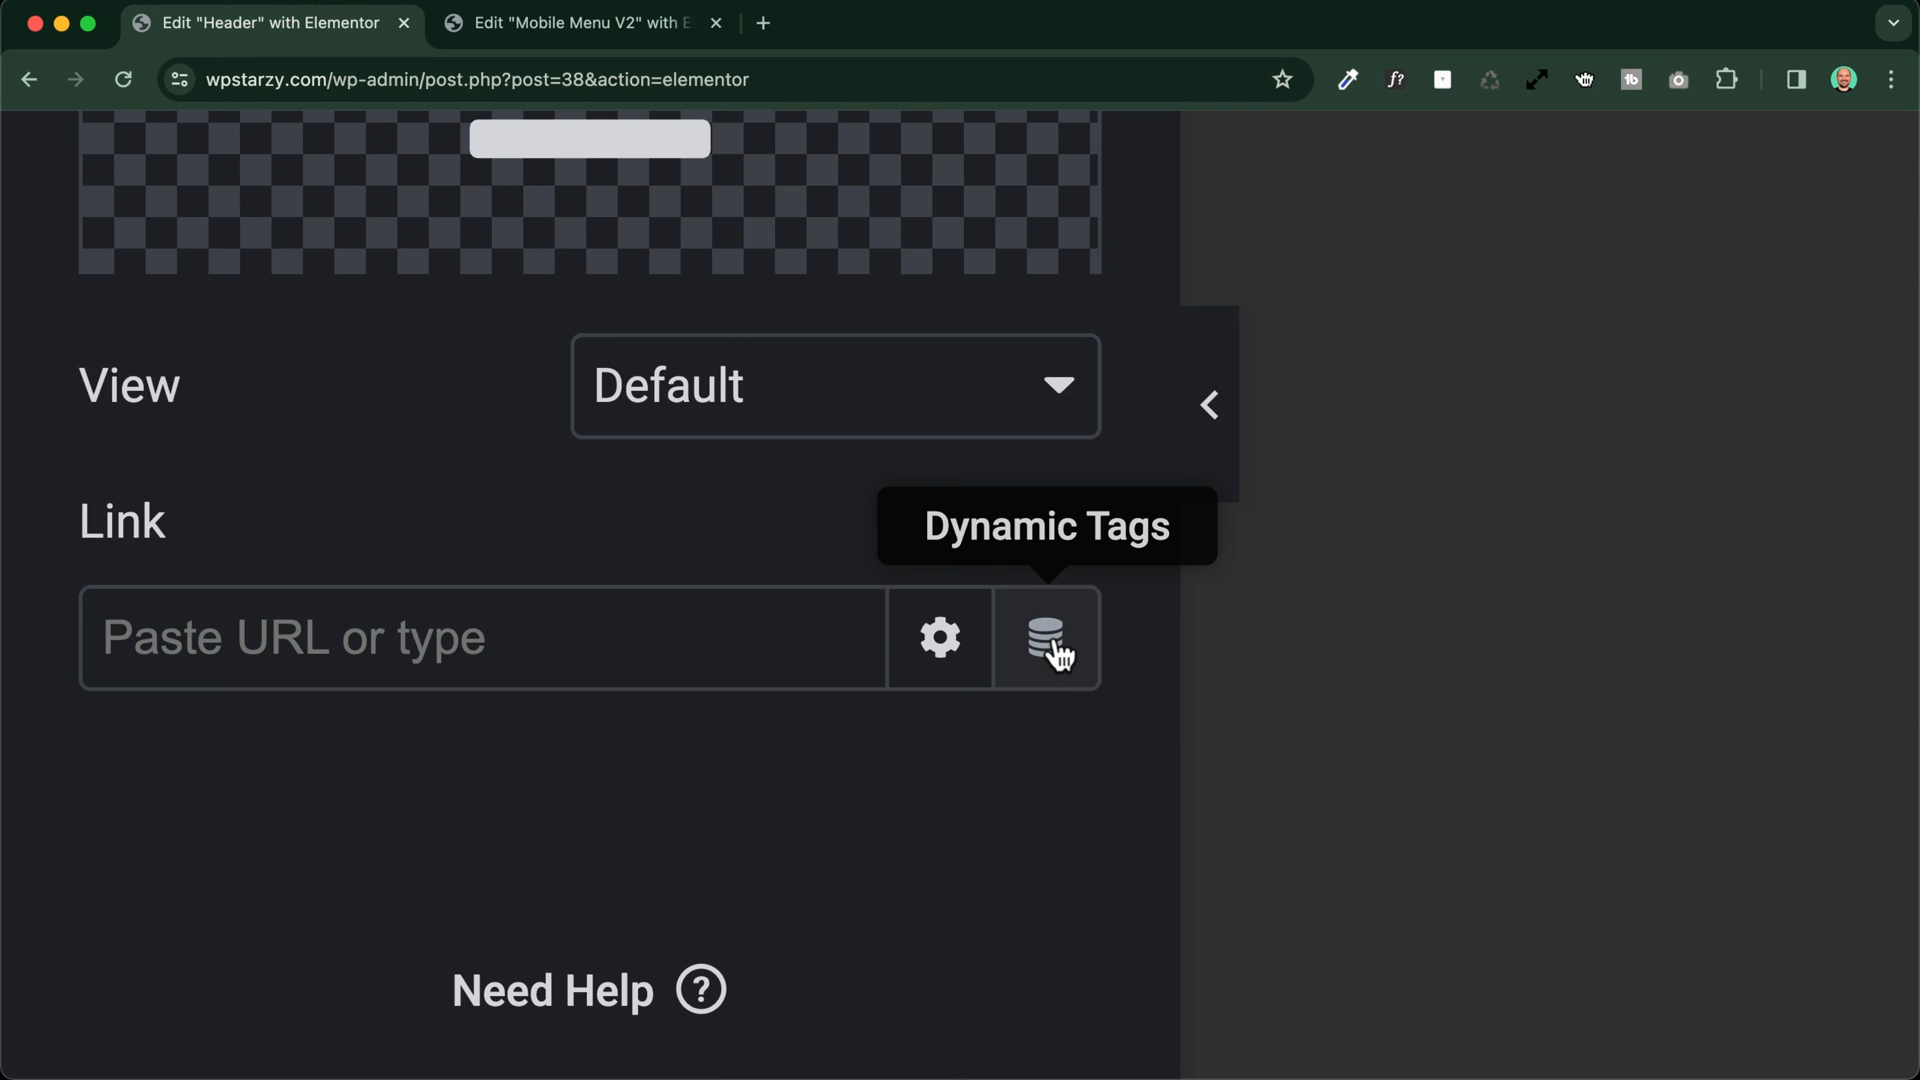 Edit "Header" with Elementor
Edit "Mobile Menu V2" with E
wpstarzy.com/wp-admin/post.php?post=38&action=elementor
f?
tb
View
Default
Link
Dynamic Tags
Paste URL or type
Need Help ?